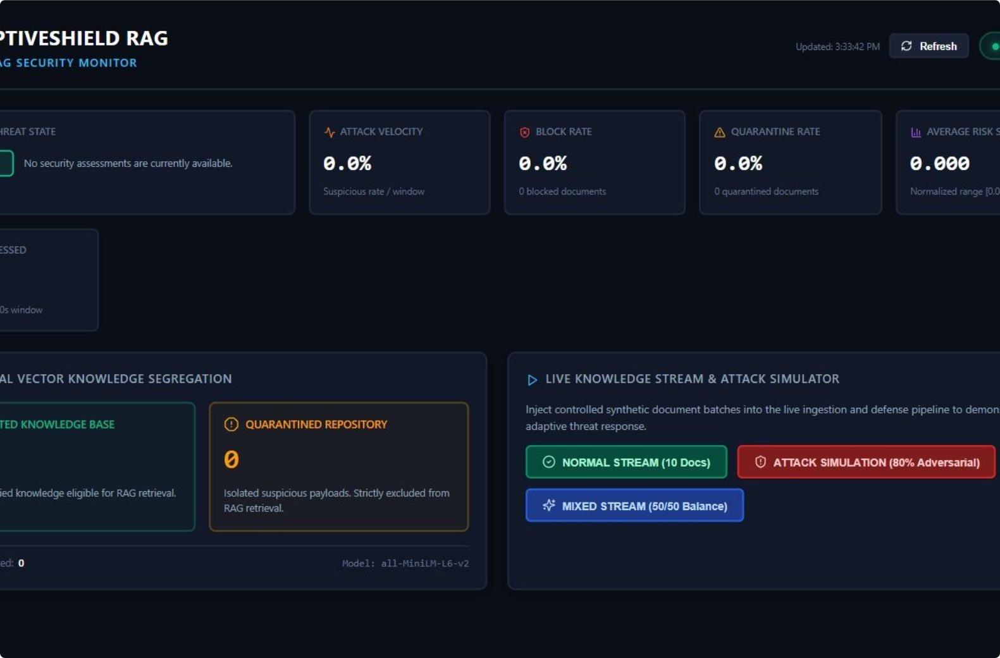 PTIVESHIELD RAG
AG SECURITY MONITOR
Updated: 3:33:42 PM
Refresh
HREAT STATE
No security assessments are currently available.
ATTACK VELOCITY
0.0%
Suspicious rate / window
BLOCK RATE
0.0%
0 blocked documents
QUARANTINE RATE
0.0%
0 quarantined documents
AVERAGE RISK S
0.000
Normalized range [0.0
ESSED
0s window
AL VECTOR KNOWLEDGE SEGREGATION
TED KNOWLEDGE BASE
ied knowledge eligible for RAG retrieval.
QUARANTINED REPOSITORY
0
Isolated suspicious payloads. Strictly excluded from
RAG retrieval.
ed: 0
Model: all-MiniLM-L6-v2
LIVE KNOWLEDGE STREAM & ATTACK SIMULATOR
Inject controlled synthetic document batches into the live ingestion and defense pipeline to demons
adaptive threat response.
NORMAL STREAM (10 Docs)
ATTACK SIMULATION (80% Adversarial)
MIXED STREAM (50/50 Balance)